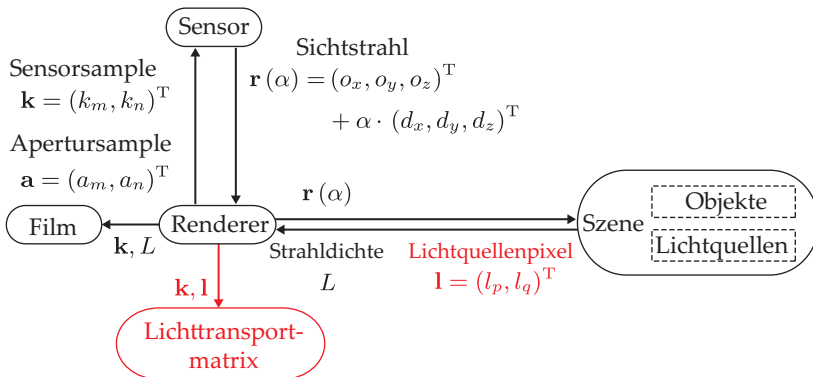 Sensor
Sichtstrahl
r (α) = (o_x, o_y, o_z)^T
+ α · (d_x, d_y, d_z)^T
Sensorsample
k = (k_m, k_n)^T
Apertursample
a = (a_m, a_n)^T
Film
k, L
Renderer
r (α)
Strahldichte
L
Lichtquellenpixel
l = (l_p, l_q)^T
Szene
Objekte
Lichtquellen
k, l
Lichttransport-
matrix